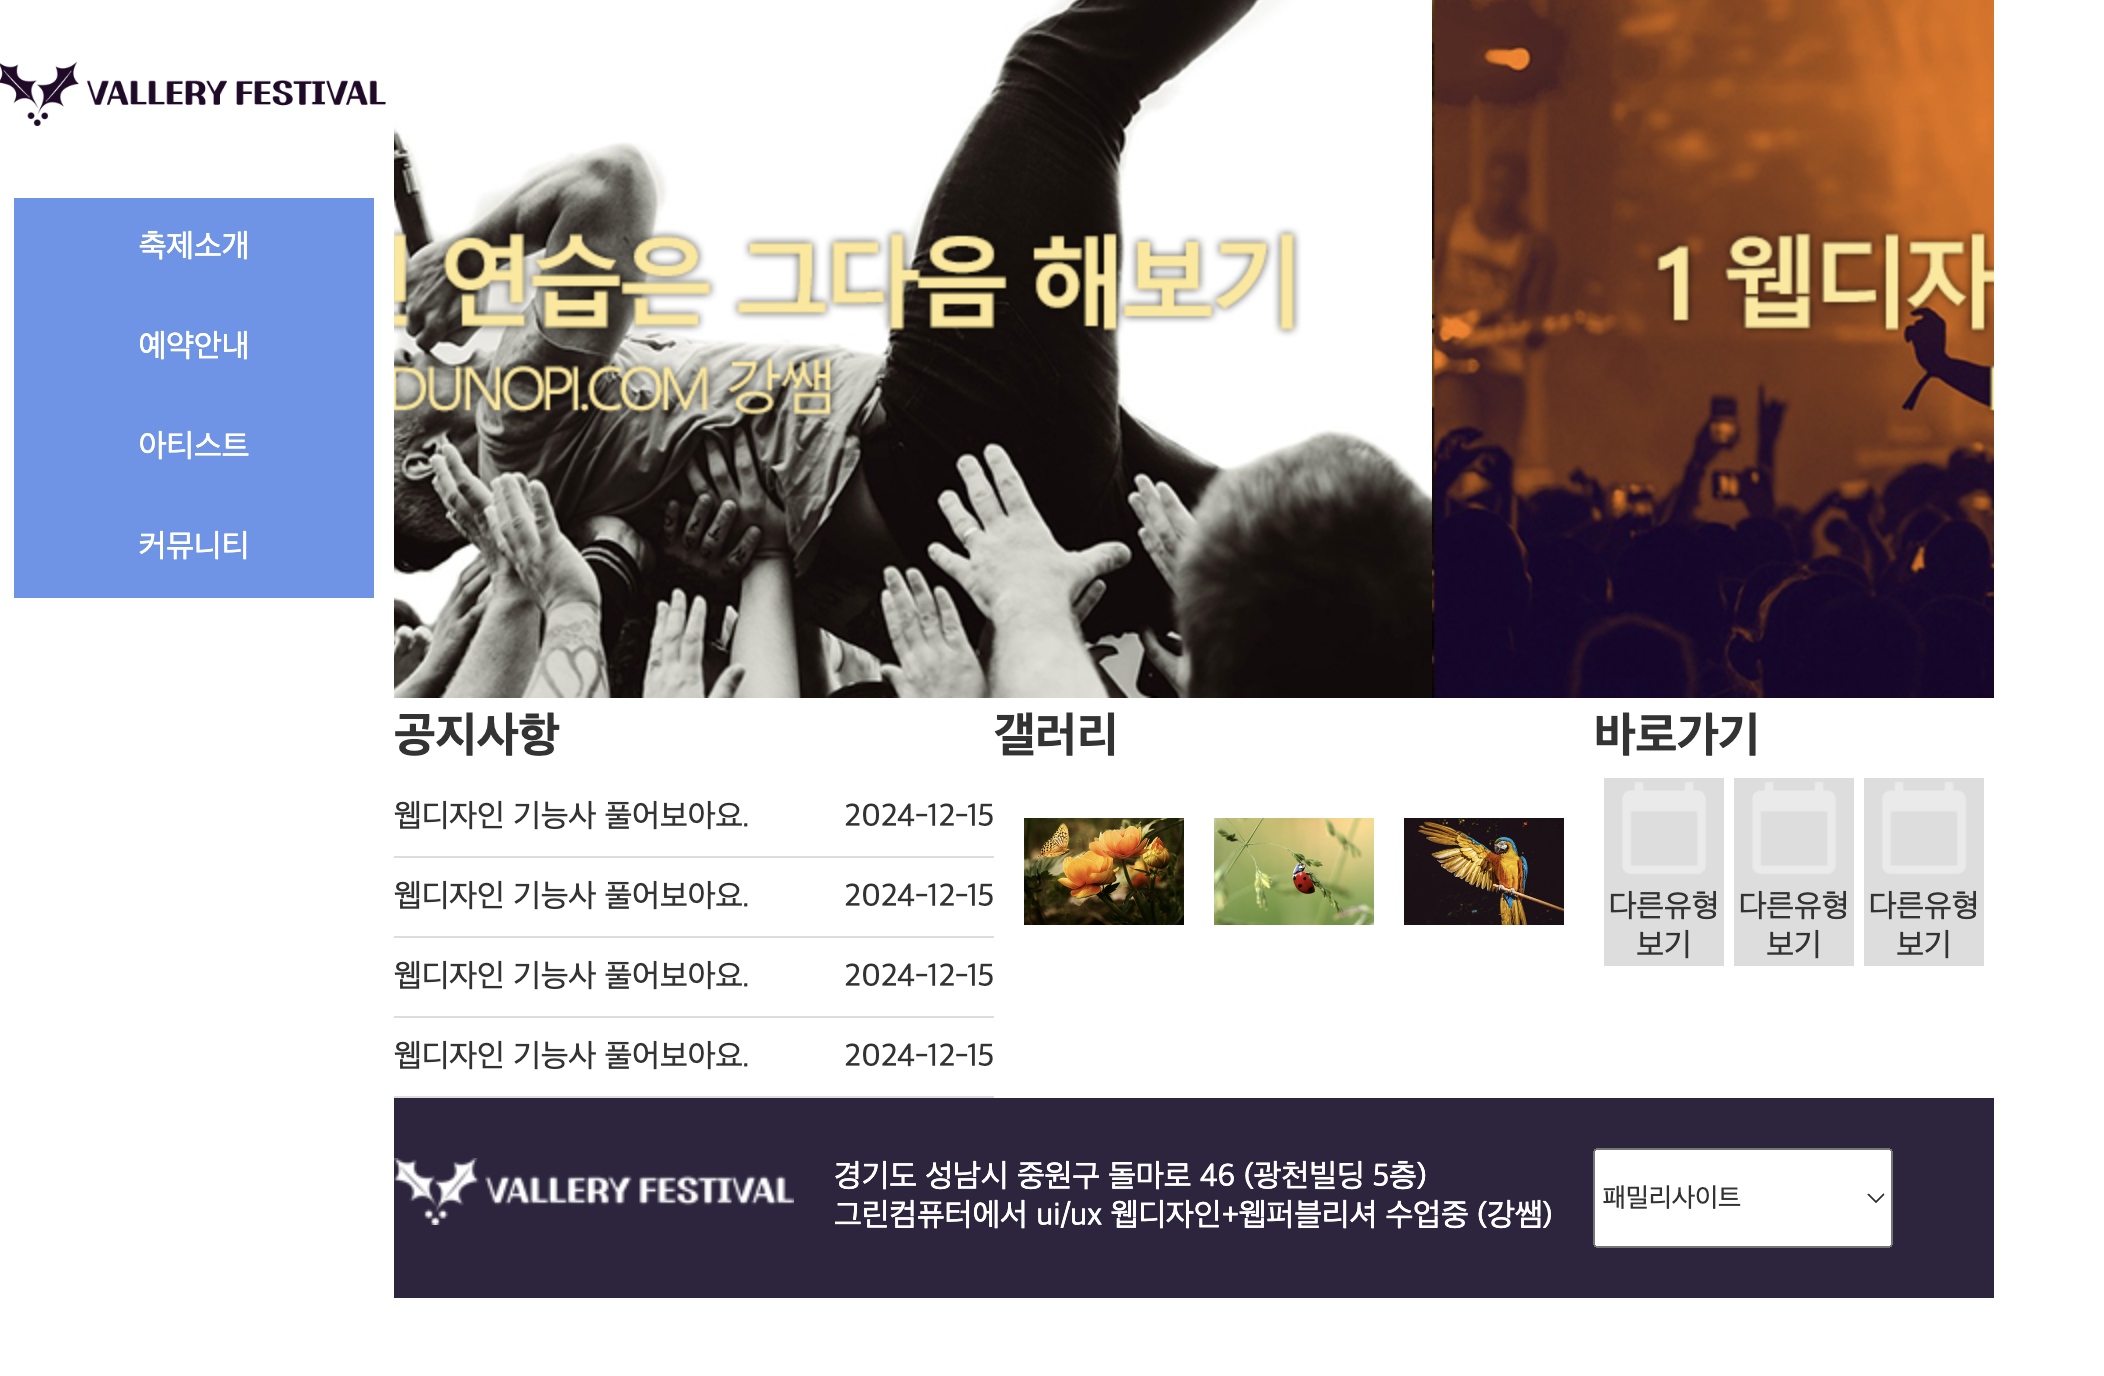 VALLERY FESTIVAL
축제소개
예약안내
아티스트
커뮤니티
연습은 그다음 해보기
DUNOPI.COM 강쌤
1 웹디자
공지사항
웹디자인 기능사 풀어보아요. 2024-12-15
웹디자인 기능사 풀어보아요. 2024-12-15
웹디자인 기능사 풀어보아요. 2024-12-15
웹디자인 기능사 풀어보아요. 2024-12-15
갤러리
바로가기
다른유형
보기
다른유형
보기
다른유형
보기
VALLERY FESTIVAL
경기도 성남시 중원구 돌마로 46 (광천빌딩 5층)
그린컴퓨터에서 ui/ux 웹디자인+웹퍼블리셔 수업중 (강쌤)
패밀리사이트